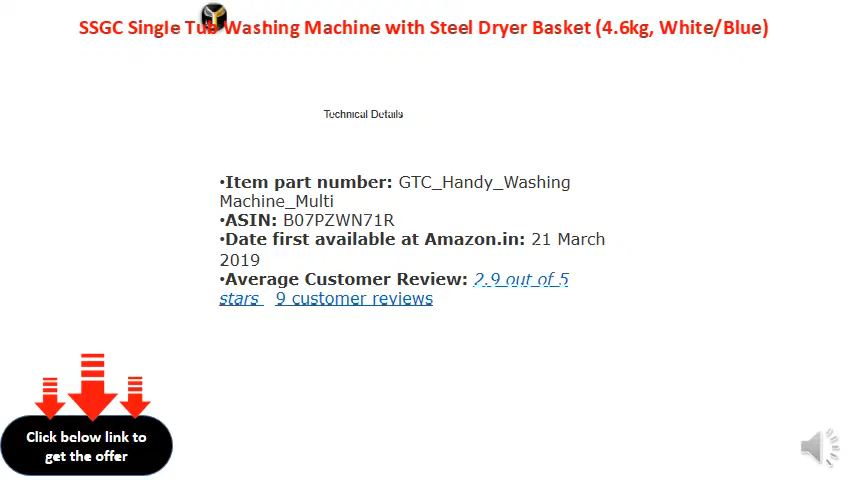 SSGC Single Tub Washing Machine with Steel Dryer Basket (4.6kg, White/Blue)
Technical Details
•Item part number: GTC_Handy_Washing
Machine_Multi
•ASIN: B07PZWN71R
•Date first available at Amazon.in: 21 March
2019
•Average Customer Review: 2.9 out of 5
stars 9 customer reviews
Click below link to
get the offer